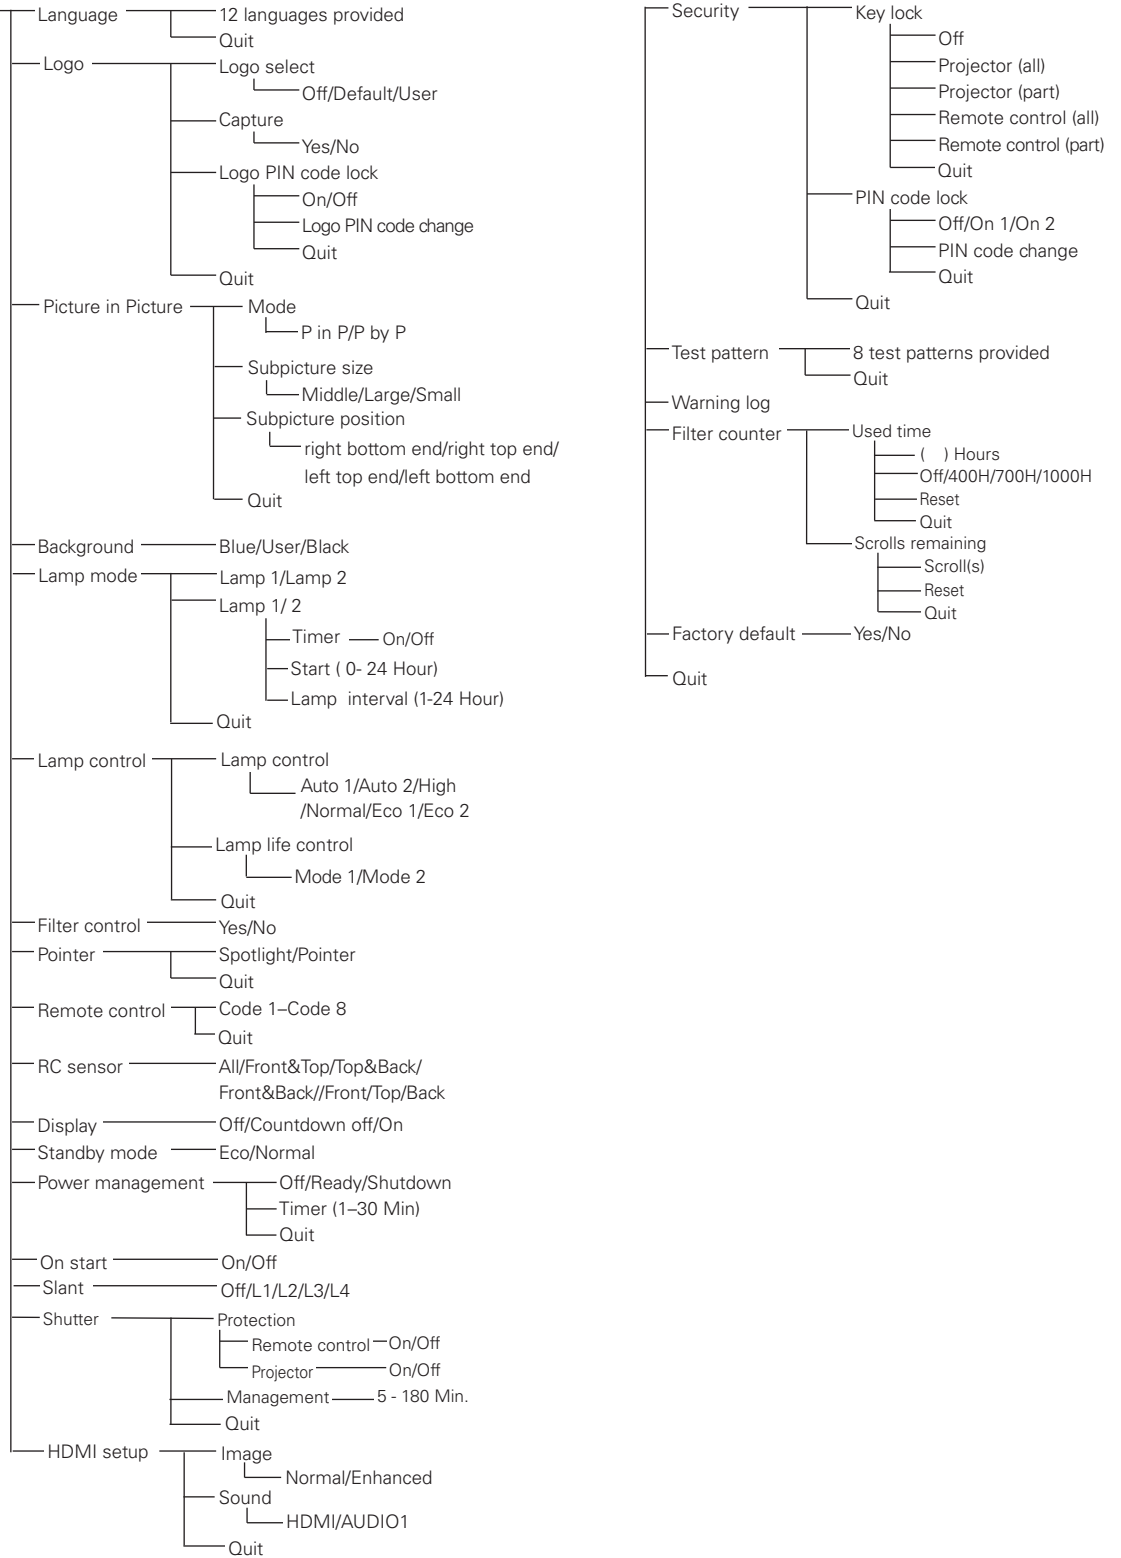 Language
12 languages provided
Quit
Logo
Logo select
Off/Default/User
Capture
Yes/No
Logo PIN code lock
On/Off
Logo PIN code change
Quit
Quit
Picture in Picture
Mode
P in P/P by P
Subpicture size
Middle/Large/Small
Subpicture position
right bottom end/right top end/
left top end/left bottom end
Quit
Background
Blue/User/Black
Lamp mode
Lamp 1/Lamp 2
Lamp 1/ 2
Timer
On/Off
Start ( 0- 24 Hour)
Lamp interval (1-24 Hour)
Quit
Lamp control
Lamp control
Auto 1/Auto 2/High
/Normal/Eco 1/Eco 2
Lamp life control
Mode 1/Mode 2
Quit
Filter control
Yes/No
Pointer
Spotlight/Pointer
Quit
Remote control
Code 1–Code 8
Quit
RC sensor
All/Front&Top/Top&Back/
Front&Back//Front/Top/Back
Display
Off/Countdown off/On
Standby mode
Eco/Normal
Power management
Off/Ready/Shutdown
Timer (1–30 Min)
Quit
On start
On/Off
Slant
Off/L1/L2/L3/L4
Shutter
Protection
Remote control
On/Off
Projector
On/Off
Management
5 - 180 Min.
Quit
HDMI setup
Image
Normal/Enhanced
Sound
HDMI/AUDIO1
Quit
Security
Key lock
Off
Projector (all)
Projector (part)
Remote control (all)
Remote control (part)
Quit
PIN code lock
Off/On 1/On 2
PIN code change
Quit
Quit
Test pattern
8 test patterns provided
Quit
Warning log
Filter counter
Used time
( ) Hours
Off/400H/700H/1000H
Reset
Quit
Scrolls remaining
Scroll(s)
Reset
Quit
Factory default
Yes/No
Quit